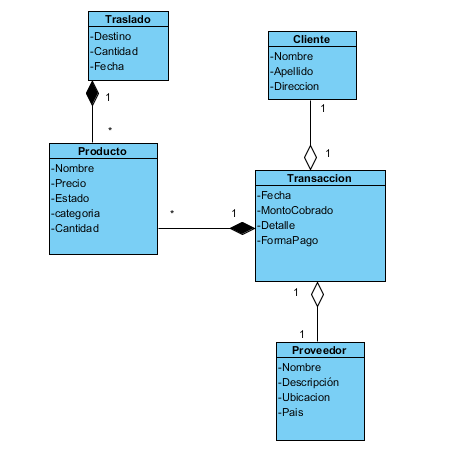 Traslado
-Destino
-Cantidad
-Fecha
1
*
Cliente
-Nombre
-Apellido
-Direccion
1
1
Producto
-Nombre
-Precio
-Estado
-categoria
-Cantidad
*
1
Transaccion
-Fecha
-MontoCobrado
-Detalle
-FormaPago
1
1
Proveedor
-Nombre
-Descripción
-Ubicacion
-Pais